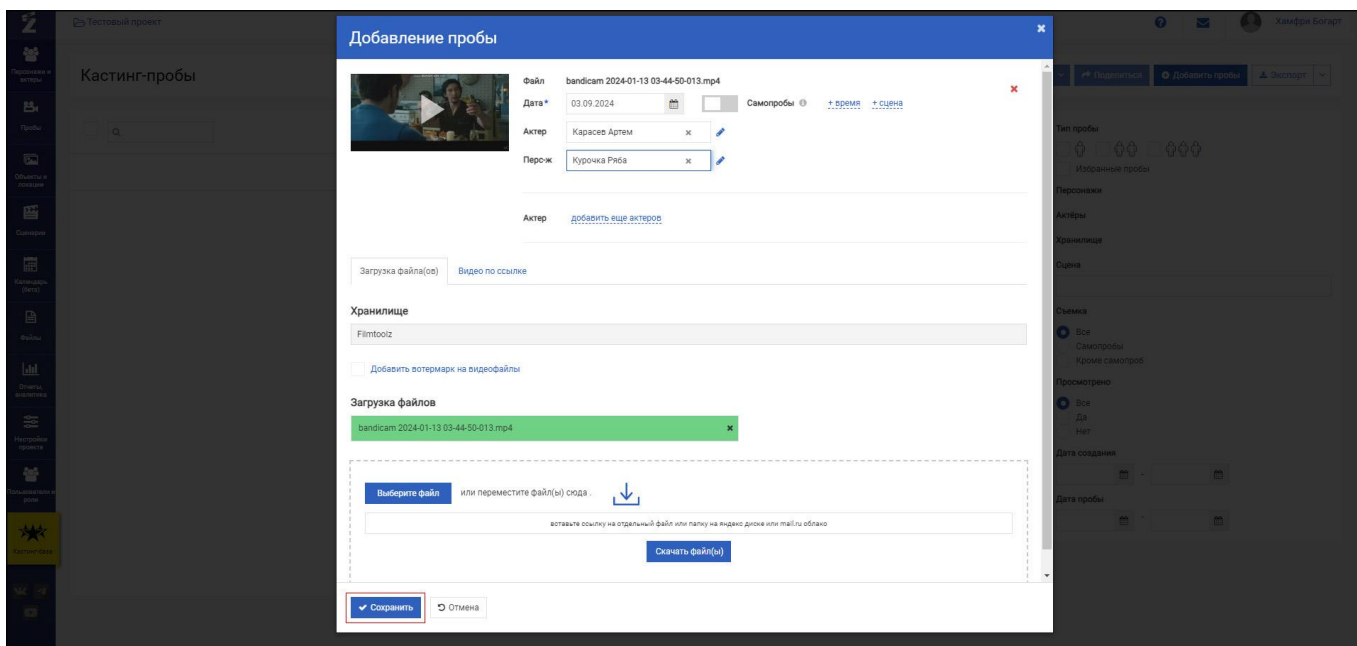 Тестовый проект
Хамфри Богарт
Персонажи и
актеры
Пробы
Объекты и
локации
Сценарии
Календарь
(бета)
Файлы
Отчеты,
аналитика
Настройки
проекта
Пользователи и
роли
Кастинг-база
Кастинг-пробы
Поделиться
Добавить пробы
Экспорт
Добавление пробы
Файл bandicam 2024-01-13 03-44-50-013.mp4
Дата* 03.09.2024 Самопробы + время + сцена
Актер Карасев Артем
Перс-ж Курочка Ряба
Актер добавить еще актеров
Загрузка файла(ов) Видео по ссылке
Хранилище
Filmtoolz
Добавить вотермарк на видеофайлы
Загрузка файлов
bandicam 2024-01-13 03-44-50-013.mp4
Выберите файл или переместите файл(ы) сюда .
вставьте ссылку на отдельный файл или папку на яндекс диске или mail.ru облако
Скачать файл(ы)
Сохранить Отмена
Тип пробы
Избранные пробы
Персонажи
Актёры
Хранилище
Сцена
Съемка
Все
Самопробы
Кроме самопроб
Просмотрено
Все
Да
Нет
Дата создания
-
Дата пробы
-